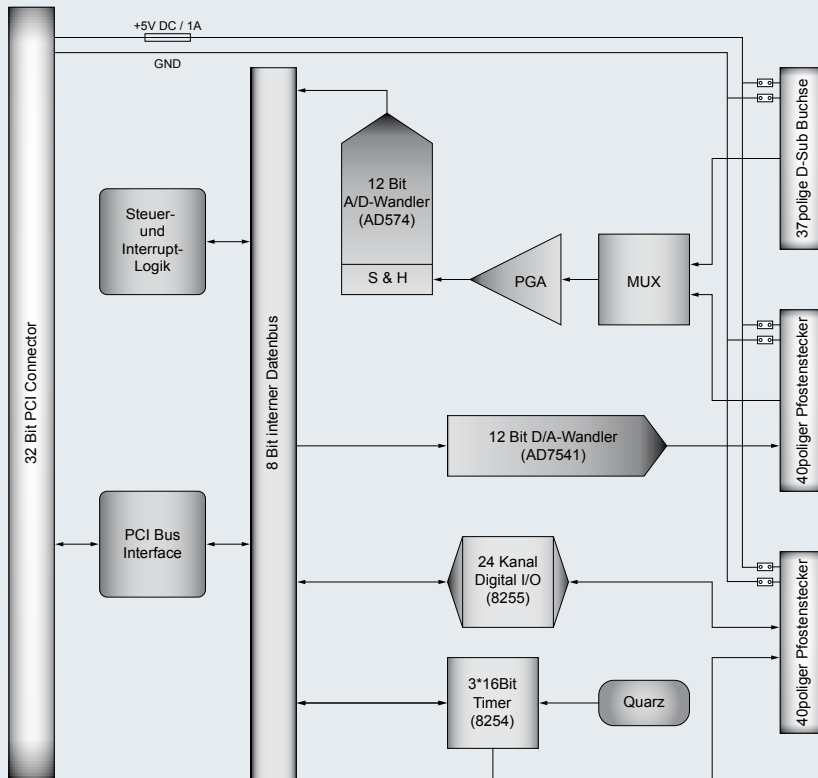 +5V DC / 1A
GND
32 Bit PCI Connector
Steuer-
und
Interrupt-
Logik
PCI Bus
Interface
8 Bit interner Datenbus
12 Bit
A/D-Wandler
(AD574)
S & H
PGA
MUX
12 Bit D/A-Wandler
(AD7541)
24 Kanal
Digital I/O
(8255)
3*16Bit
Timer
(8254)
Quarz
37polige D-Sub Buchse
40poliger Pfostenstecker
40poliger Pfostenstecker